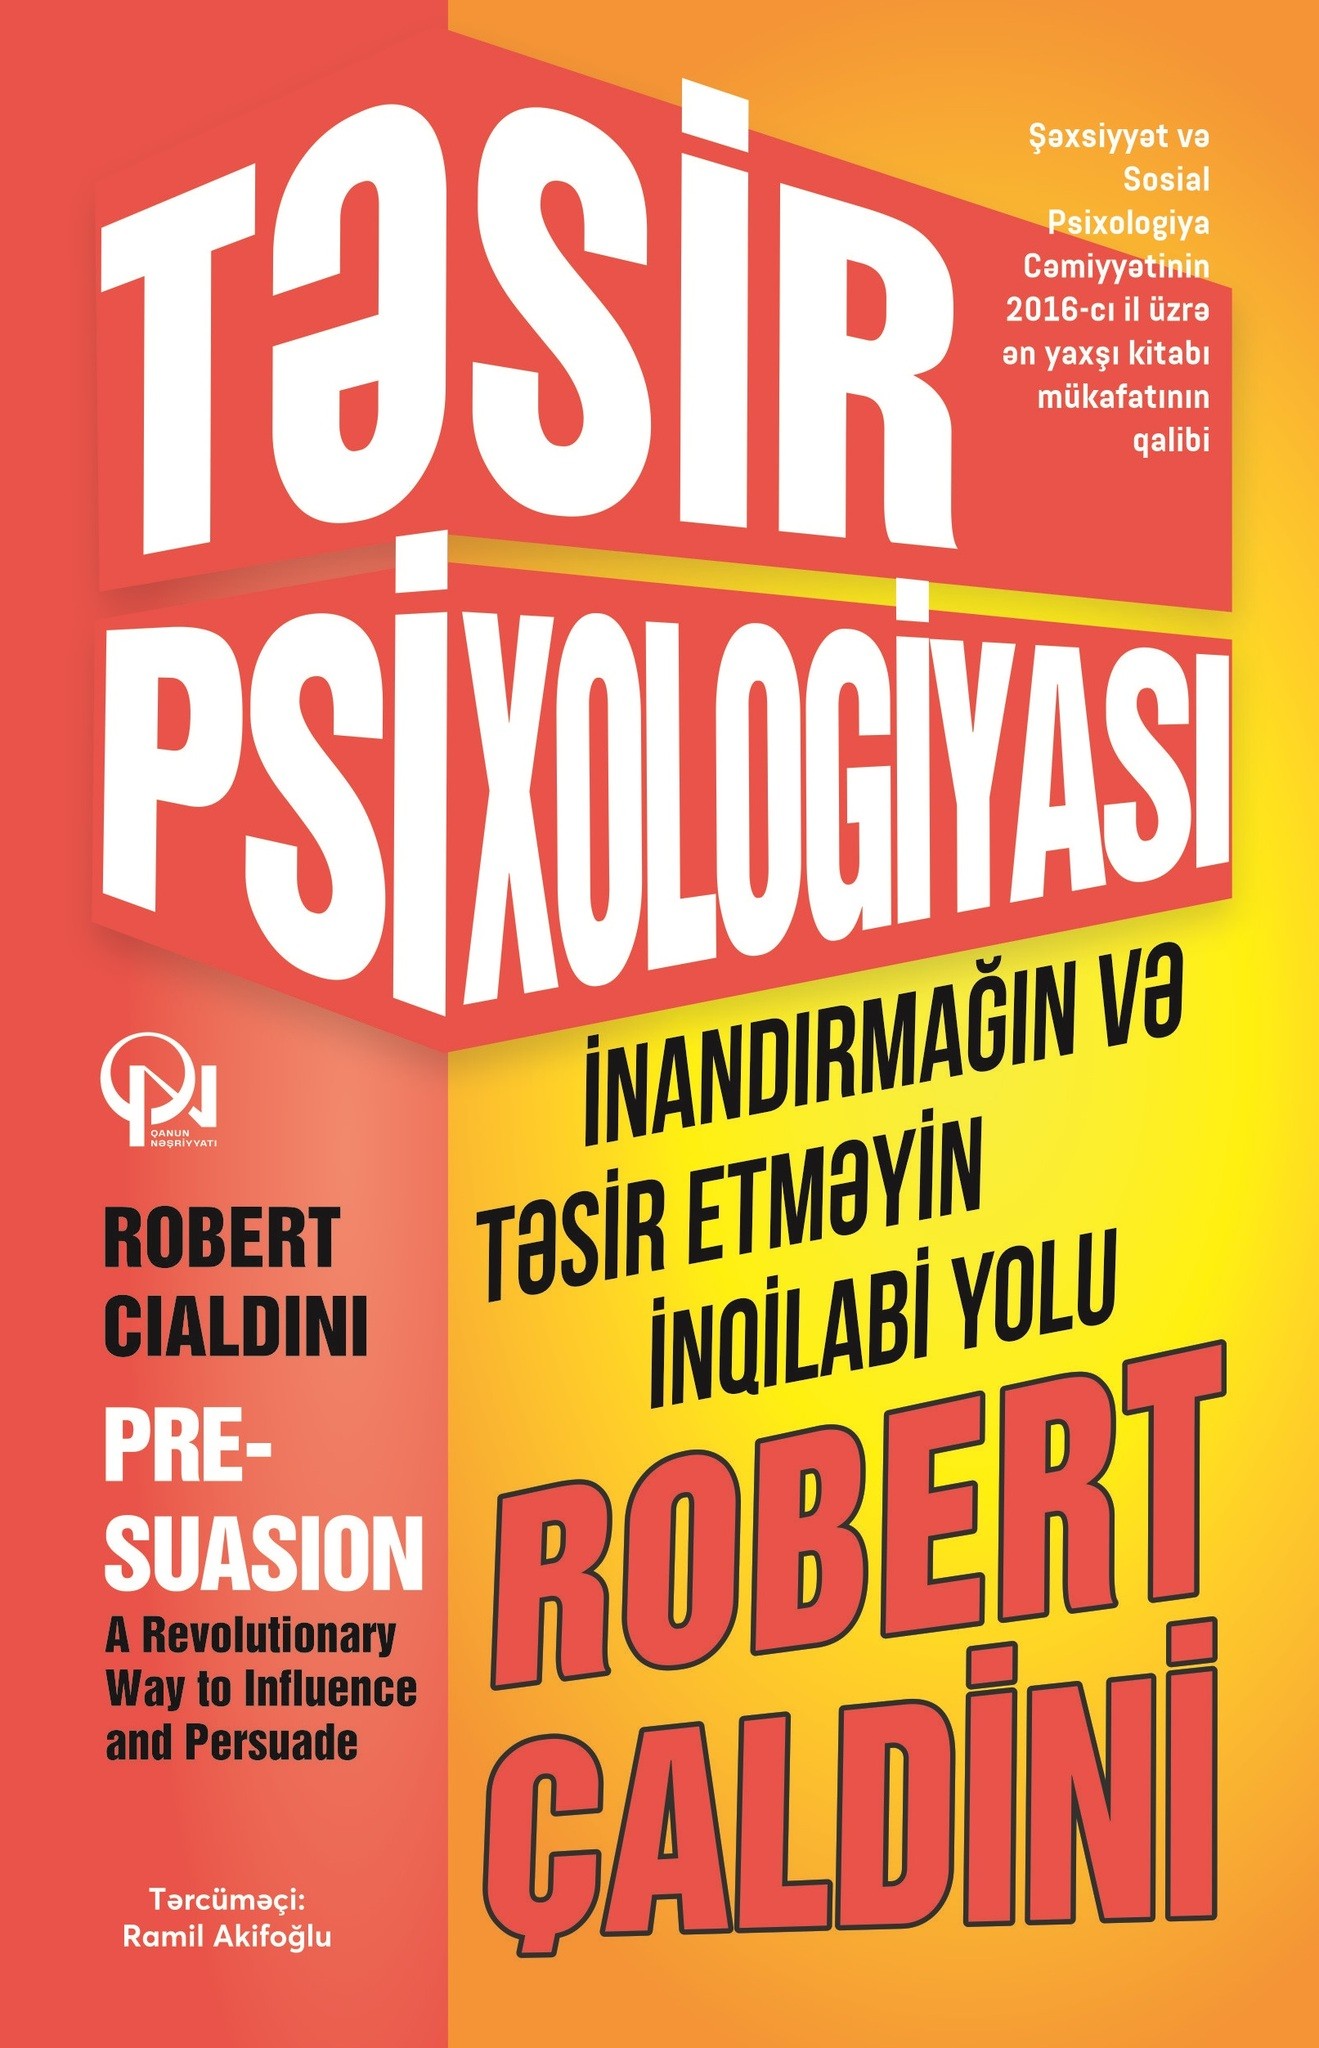 TƏSİR
PSİXOLOGİYASI
Şəxsiyyət və
Sosial
Psixologiya
Cəmiyyətinin
2016-cı il üzrə
ən yaxşı kitabı
mükafatının
qalibi
İNANDIRMAĞIN VƏ
TƏSİR ETMƏYİN
İNQİLABİ YOLU
ROBERT
ÇALDİNİ
QANUN
NƏŞRİYYATI
ROBERT
CIALDINI
PRE-
SUASION
A Revolutionary
Way to Influence
and Persuade
Tərcüməçi:
Ramil Akifoğlu